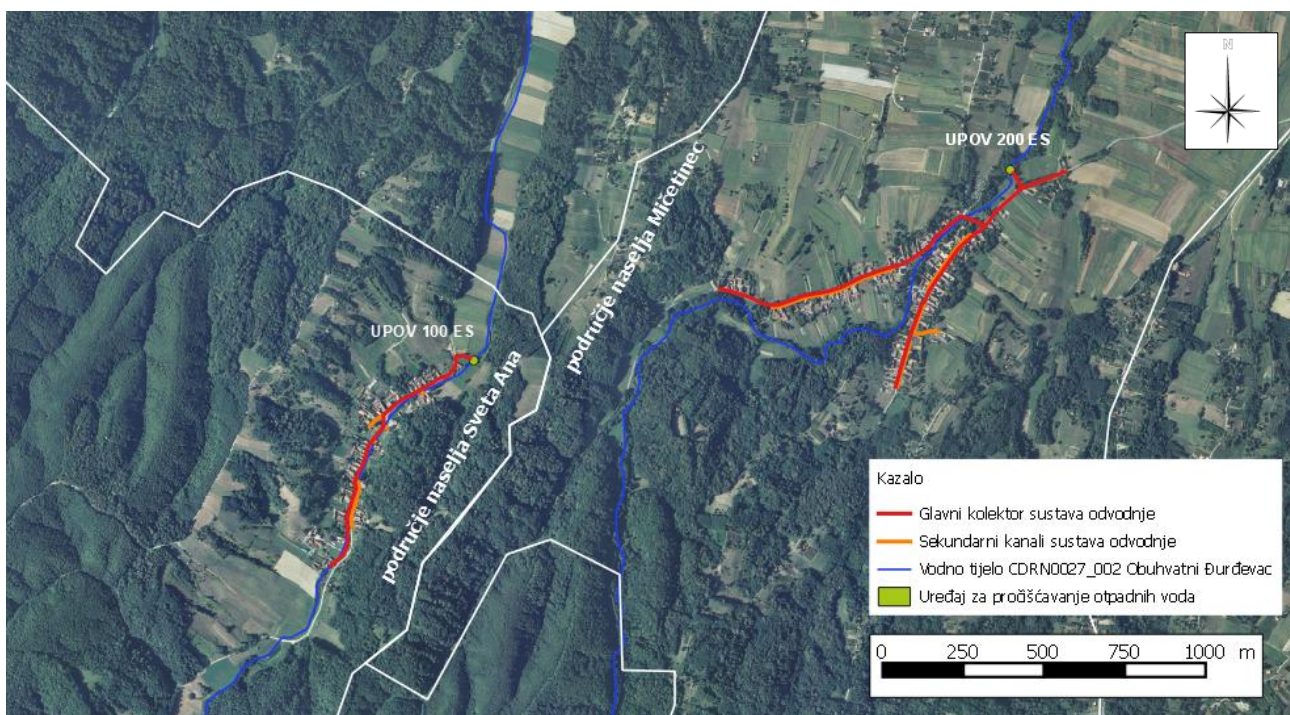 N
UPOV 200 ES
područje naselja Mičetinec
UPOV 100 ES
područje naselja Sveta Ana
Kazalo
Glavni kolektor sustava odvodnje
Sekundarni kanali sustava odvodnje
Vodno tijelo CDRN0027_002 Obuhvatni Đurđevac
Uređaj za pročišćavanje otpadnih voda
0 250 500 750 1000 m